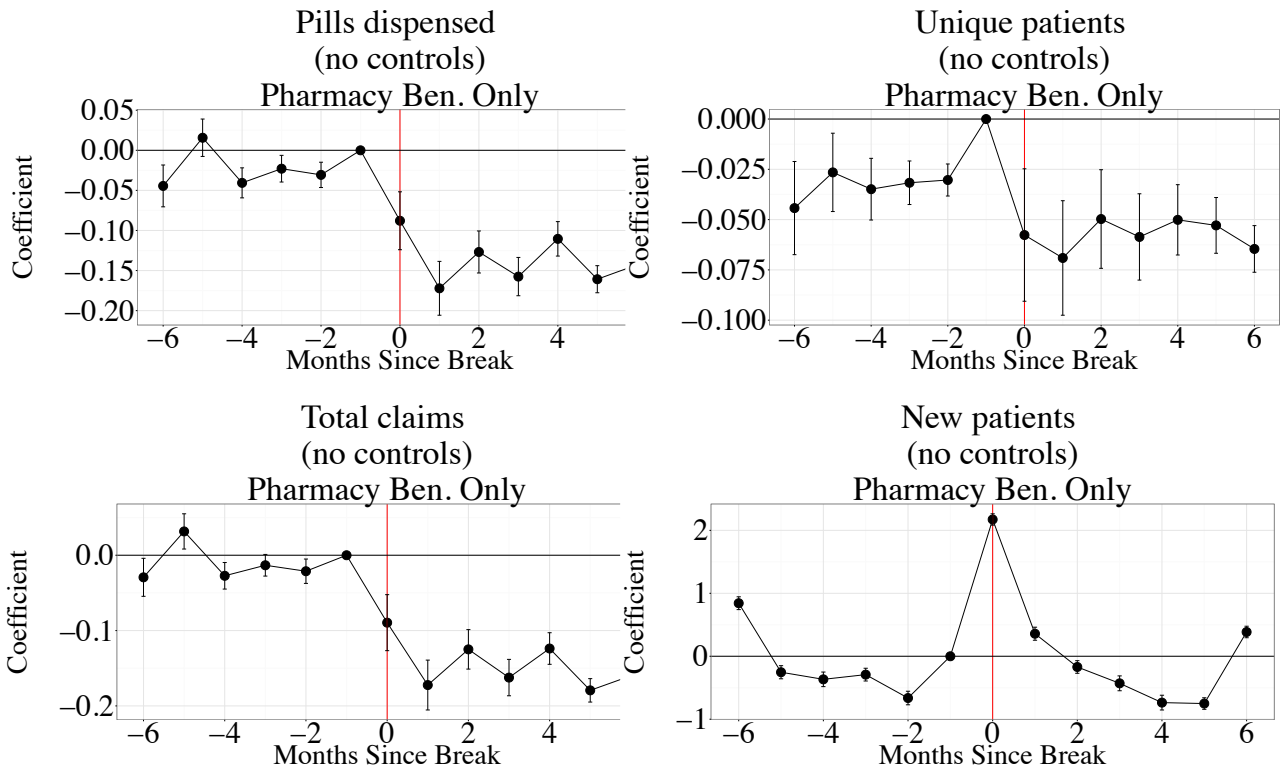 Pills dispensed
(no controls)
Pharmacy Ben. Only
0.05
0.00
−0.05
−0.10
−0.15
−0.20
Coefficient
−6 −4 −2 0 2 4
Months Since Break
Unique patients
(no controls)
Pharmacy Ben. Only
0.000
−0.025
−0.050
−0.075
−0.100
Coefficient
−6 −4 −2 0 2 4 6
Months Since Break
Total claims
(no controls)
Pharmacy Ben. Only
0.0
−0.1
−0.2
Coefficient
−6 −4 −2 0 2 4
Months Since Break
New patients
(no controls)
Pharmacy Ben. Only
2
1
0
−1
Coefficient
−6 −4 −2 0 2 4 6
Months Since Break